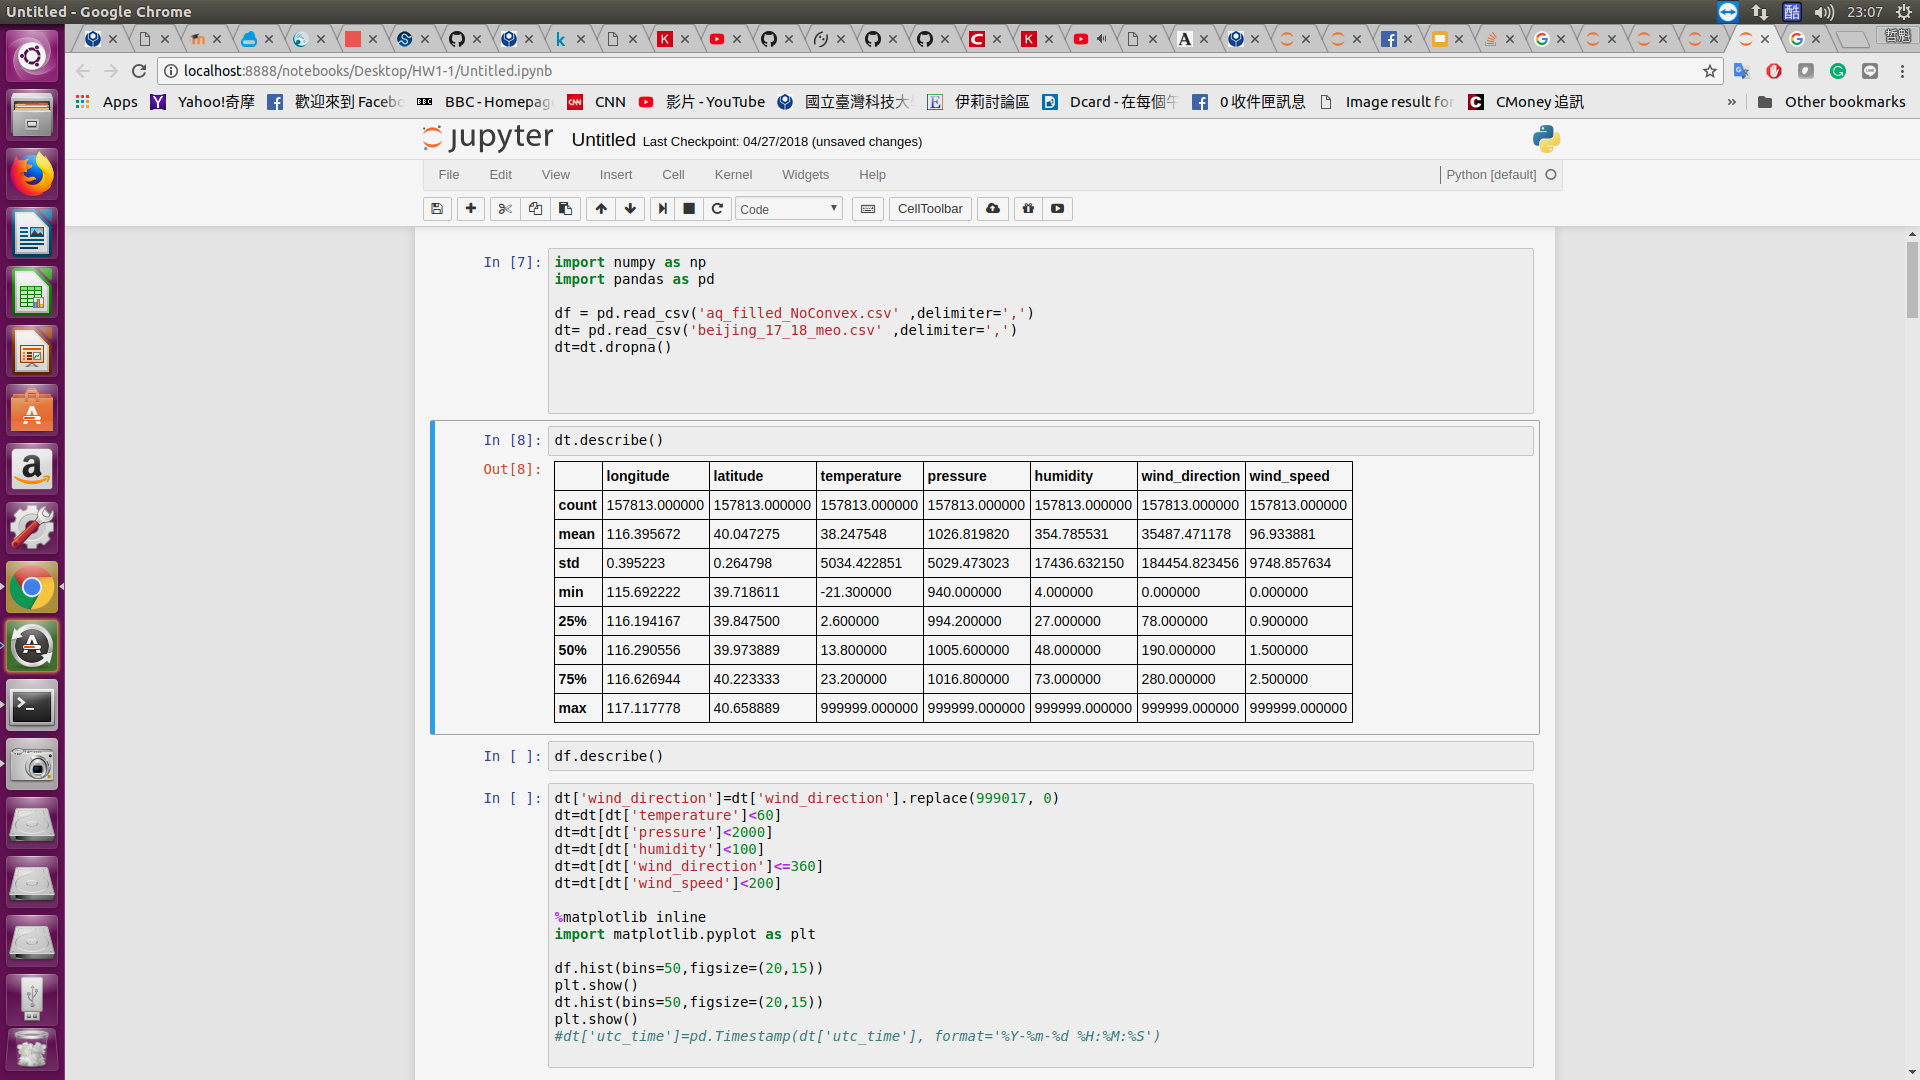 Untitled - Google Chrome
23:07
哲魁
localhost:8888/notebooks/Desktop/HW1-1/Untitled.ipynb
Apps Yahoo!奇摩 歡迎來到 Facebo BBC - Homepag CNN 影片 - YouTube 國立臺灣科技大 伊莉討論區 Dcard - 在每個午 0 收件匣訊息 Image result for CMoney 追訊 » Other bookmarks
jupyter Untitled Last Checkpoint: 04/27/2018 (unsaved changes)
File Edit View Insert Cell Kernel Widgets Help Python [default]
Code CellToolbar
In [7]: import numpy as np
import pandas as pd
df = pd.read_csv('aq_filled_NoConvex.csv' ,delimiter=',')
dt= pd.read_csv('beijing_17_18_meo.csv' ,delimiter=',')
dt=dt.dropna()
In [8]: dt.describe()
Out[8]:
longitude latitude temperature pressure humidity wind_direction wind_speed
count 157813.000000 157813.000000 157813.000000 157813.000000 157813.000000 157813.000000 157813.000000
mean 116.395672 40.047275 38.247548 1026.819820 354.785531 35487.471178 96.933881
std 0.395223 0.264798 5034.422851 5029.473023 17436.632150 184454.823456 9748.857634
min 115.692222 39.718611 -21.300000 940.000000 4.000000 0.000000 0.000000
25% 116.194167 39.847500 2.600000 994.200000 27.000000 78.000000 0.900000
50% 116.290556 39.973889 13.800000 1005.600000 48.000000 190.000000 1.500000
75% 116.626944 40.223333 23.200000 1016.800000 73.000000 280.000000 2.500000
max 117.117778 40.658889 999999.000000 999999.000000 999999.000000 999999.000000 999999.000000
In [ ]: df.describe()
In [ ]: dt['wind_direction']=dt['wind_direction'].replace(999017, 0)
dt=dt[dt['temperature']<60]
dt=dt[dt['pressure']<2000]
dt=dt[dt['humidity']<100]
dt=dt[dt['wind_direction']<=360]
dt=dt[dt['wind_speed']<200]
%matplotlib inline
import matplotlib.pyplot as plt
df.hist(bins=50,figsize=(20,15))
plt.show()
dt.hist(bins=50,figsize=(20,15))
plt.show()
#dt['utc_time']=pd.Timestamp(dt['utc_time'], format='%Y-%m-%d %H:%M:%S')